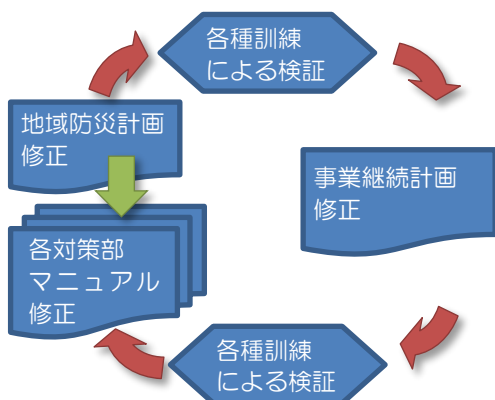 各種訓練
による検証
地域防災計画
修正
事業継続計画
修正
各対策部
マニュアル
修正
各種訓練
による検証